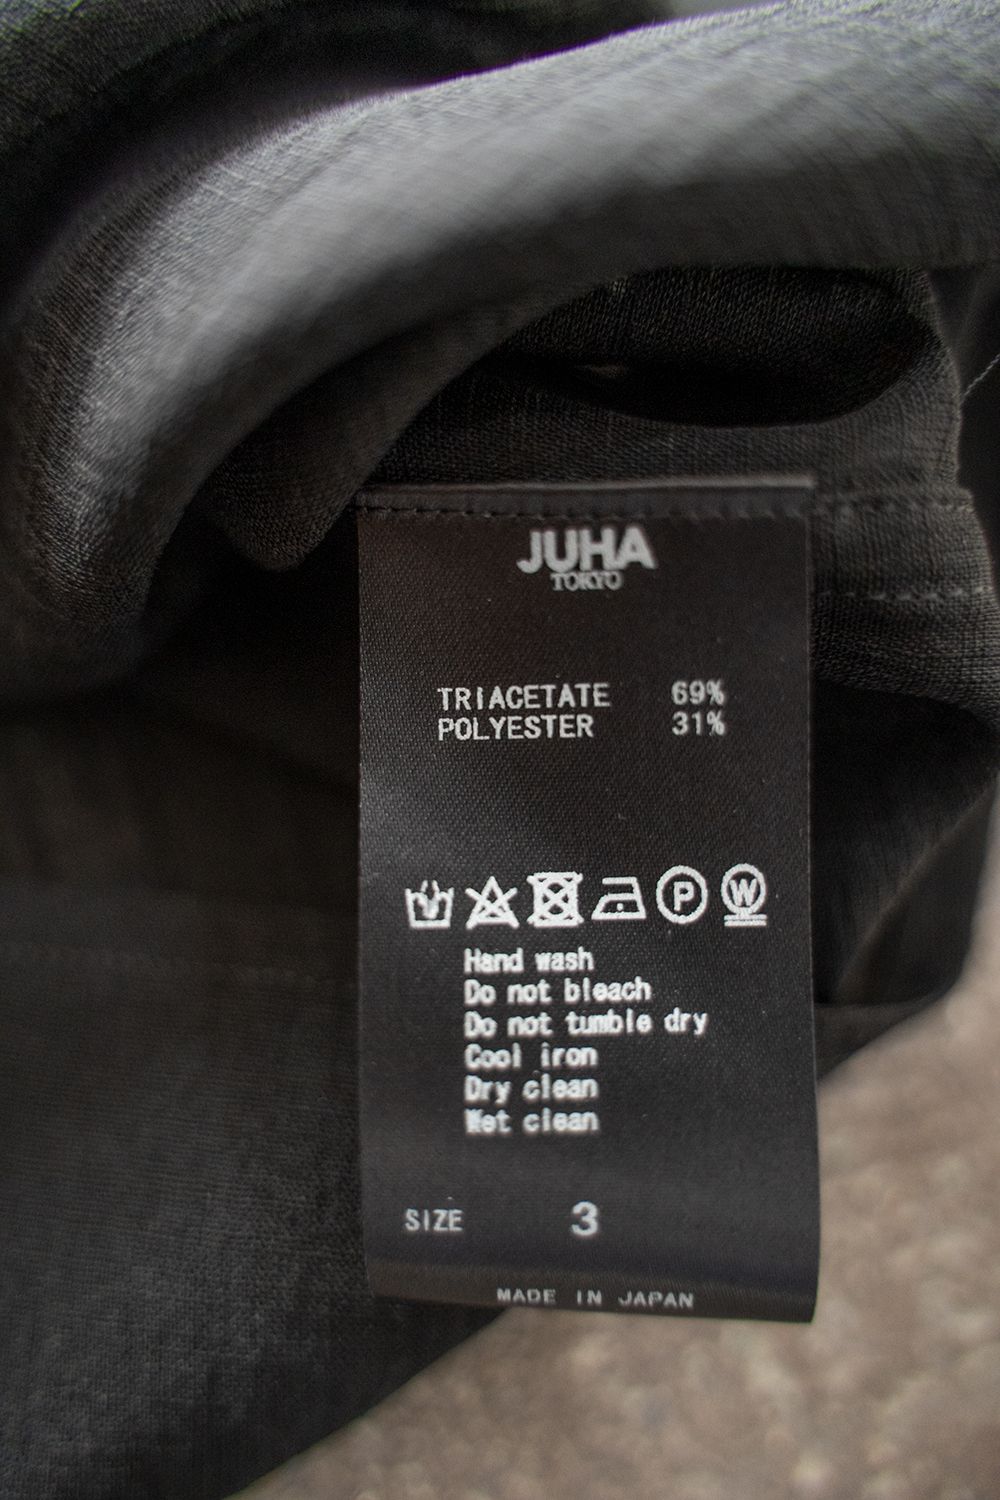 JUHA
TOKYO
TRIACETATE 69%
POLYESTER 31%
P W
Hand wash
Do not bleach
Do not tumble dry
Cool iron
Dry clean
Wet clean
SIZE 3
MADE IN JAPAN